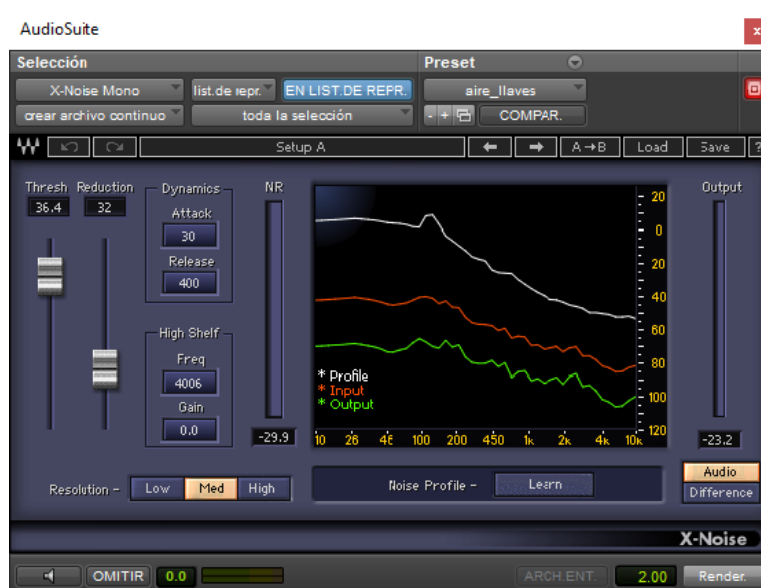 AudioSuite
x
Selección
Preset
X-Noise Mono
list.de repr.
EN LIST.DE REPR.
aire_llaves
crear archivo continuo
toda la selección
- +
COMPAR.
Setup A
A→B
Load
Save
?
Thresh
Reduction
Dynamics
NR
Output
36.4
32
Attack
30
Release
400
High Shelf
Freq
4006
Gain
0.0
-29.9
-23.2
20
0
20
40
60
80
100
120
* Profile
* Input
* Output
10 26 46 100 200 450 1k 2k 4k 10k
Resolution -
Low
Med
High
Noise Profile -
Learn
Audio
Difference
X-Noise
OMITIR
0.0
ARCH.ENT.
2.00
Render.